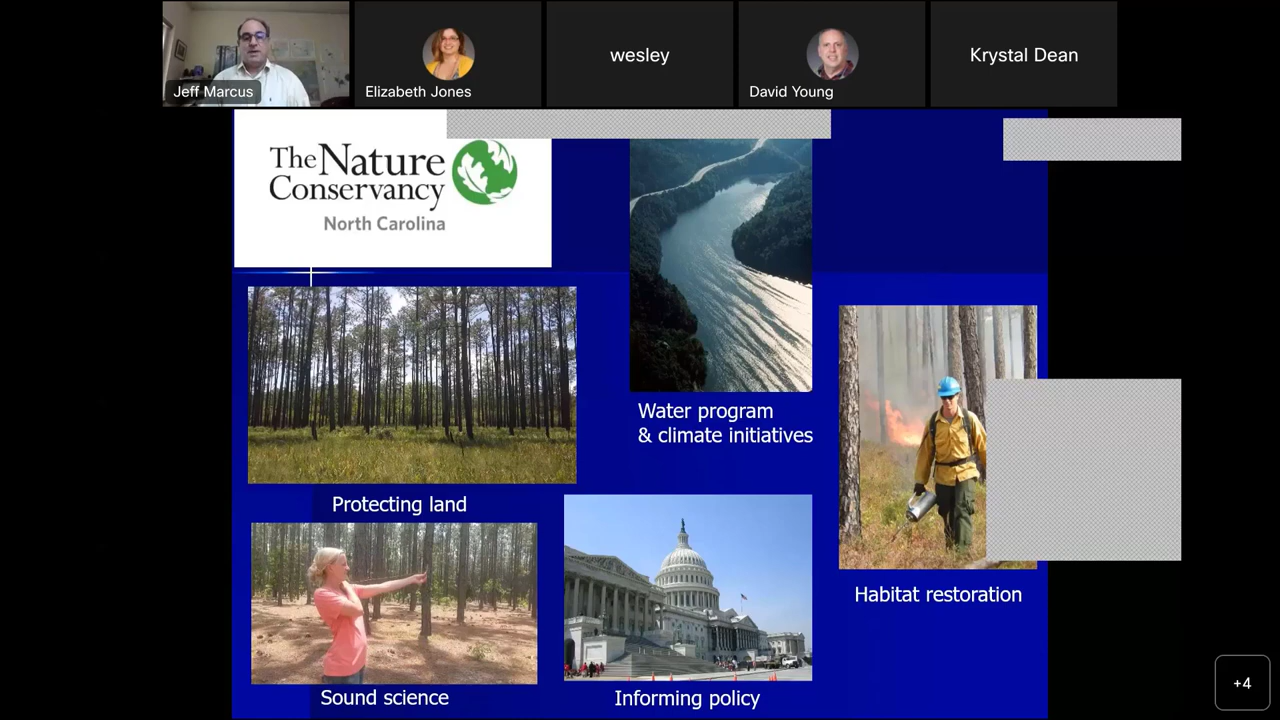 Jeff Marcus
Elizabeth Jones
wesley
David Young
Krystal Dean
The Nature
Conservancy
North Carolina
Water program
& climate initiatives
Protecting land
Habitat restoration
Sound science
Informing policy
+4